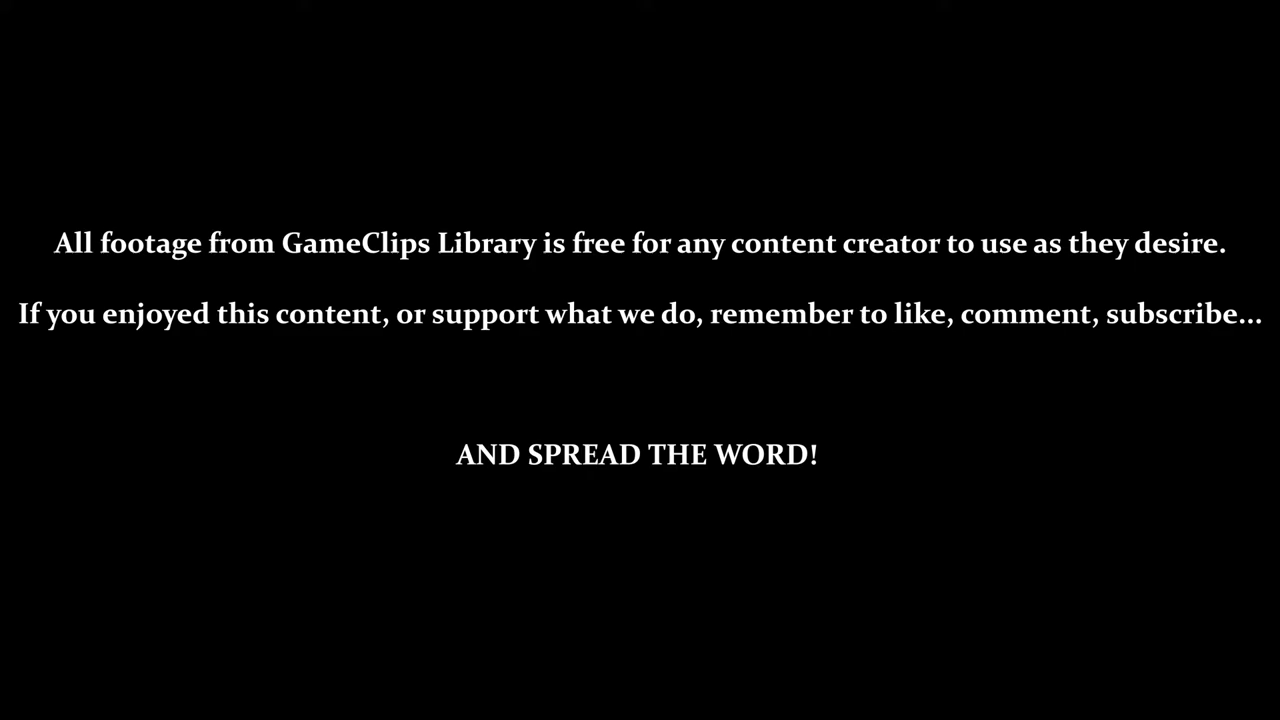 All footage from GameClips Library is free for any content creator to use as they desire.
If you enjoyed this content, or support what we do, remember to like, comment, subscribe...
AND SPREAD THE WORD!